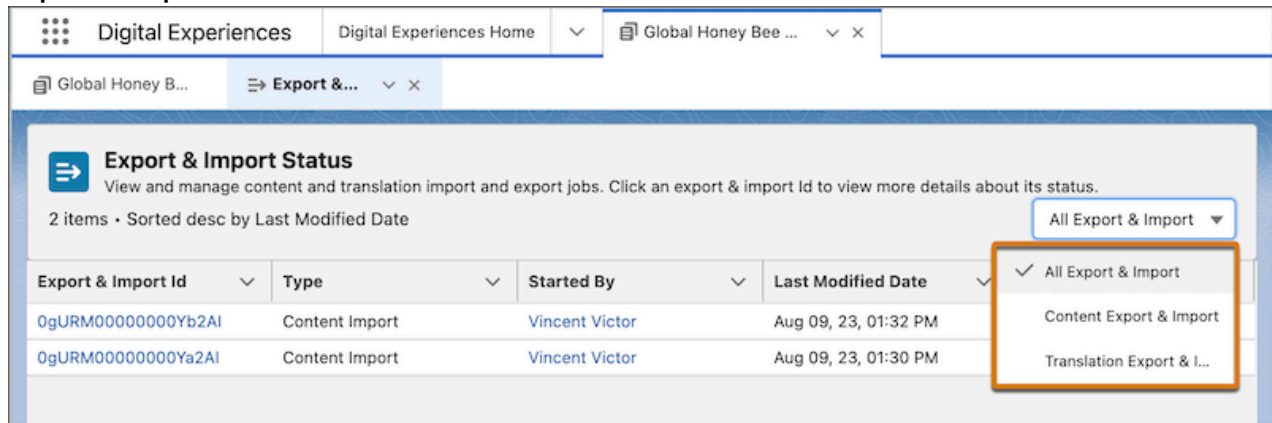 Digital Experiences
Digital Experiences Home
Global Honey Bee ...
Global Honey B...
Export &...
Export & Import Status
View and manage content and translation import and export jobs. Click an export & import Id to view more details about its status.
2 items • Sorted desc by Last Modified Date
All Export & Import
Export & Import Id
Type
Started By
Last Modified Date
All Export & Import
Content Export & Import
Translation Export & I...
0gURM00000000Yb2AI
Content Import
Vincent Victor
Aug 09, 23, 01:32 PM
0gURM00000000Ya2AI
Content Import
Vincent Victor
Aug 09, 23, 01:30 PM